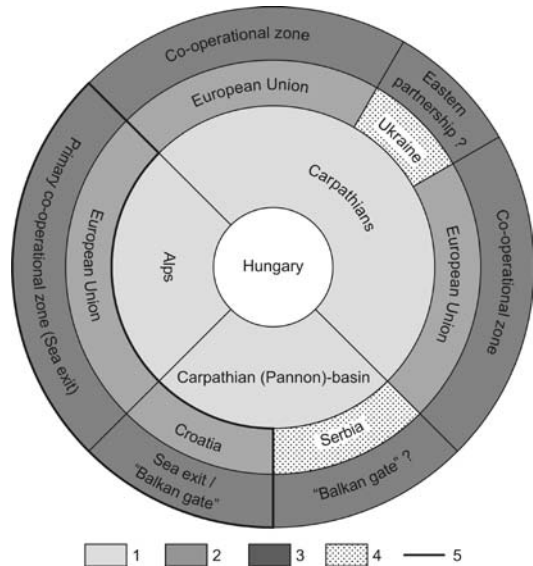 Co-operational zone
Eastern
partnership ?
European Union
Ukraine
Primary co-operational zone (Sea exit)
European Union
Alps
Carpathians
Hungary
European Union
Co-operational zone
Carpathian (Pannon)-basin
Croatia
Serbia
Sea exit /
"Balkan gate"
"Balkan gate" ?
1 2 3 4 5